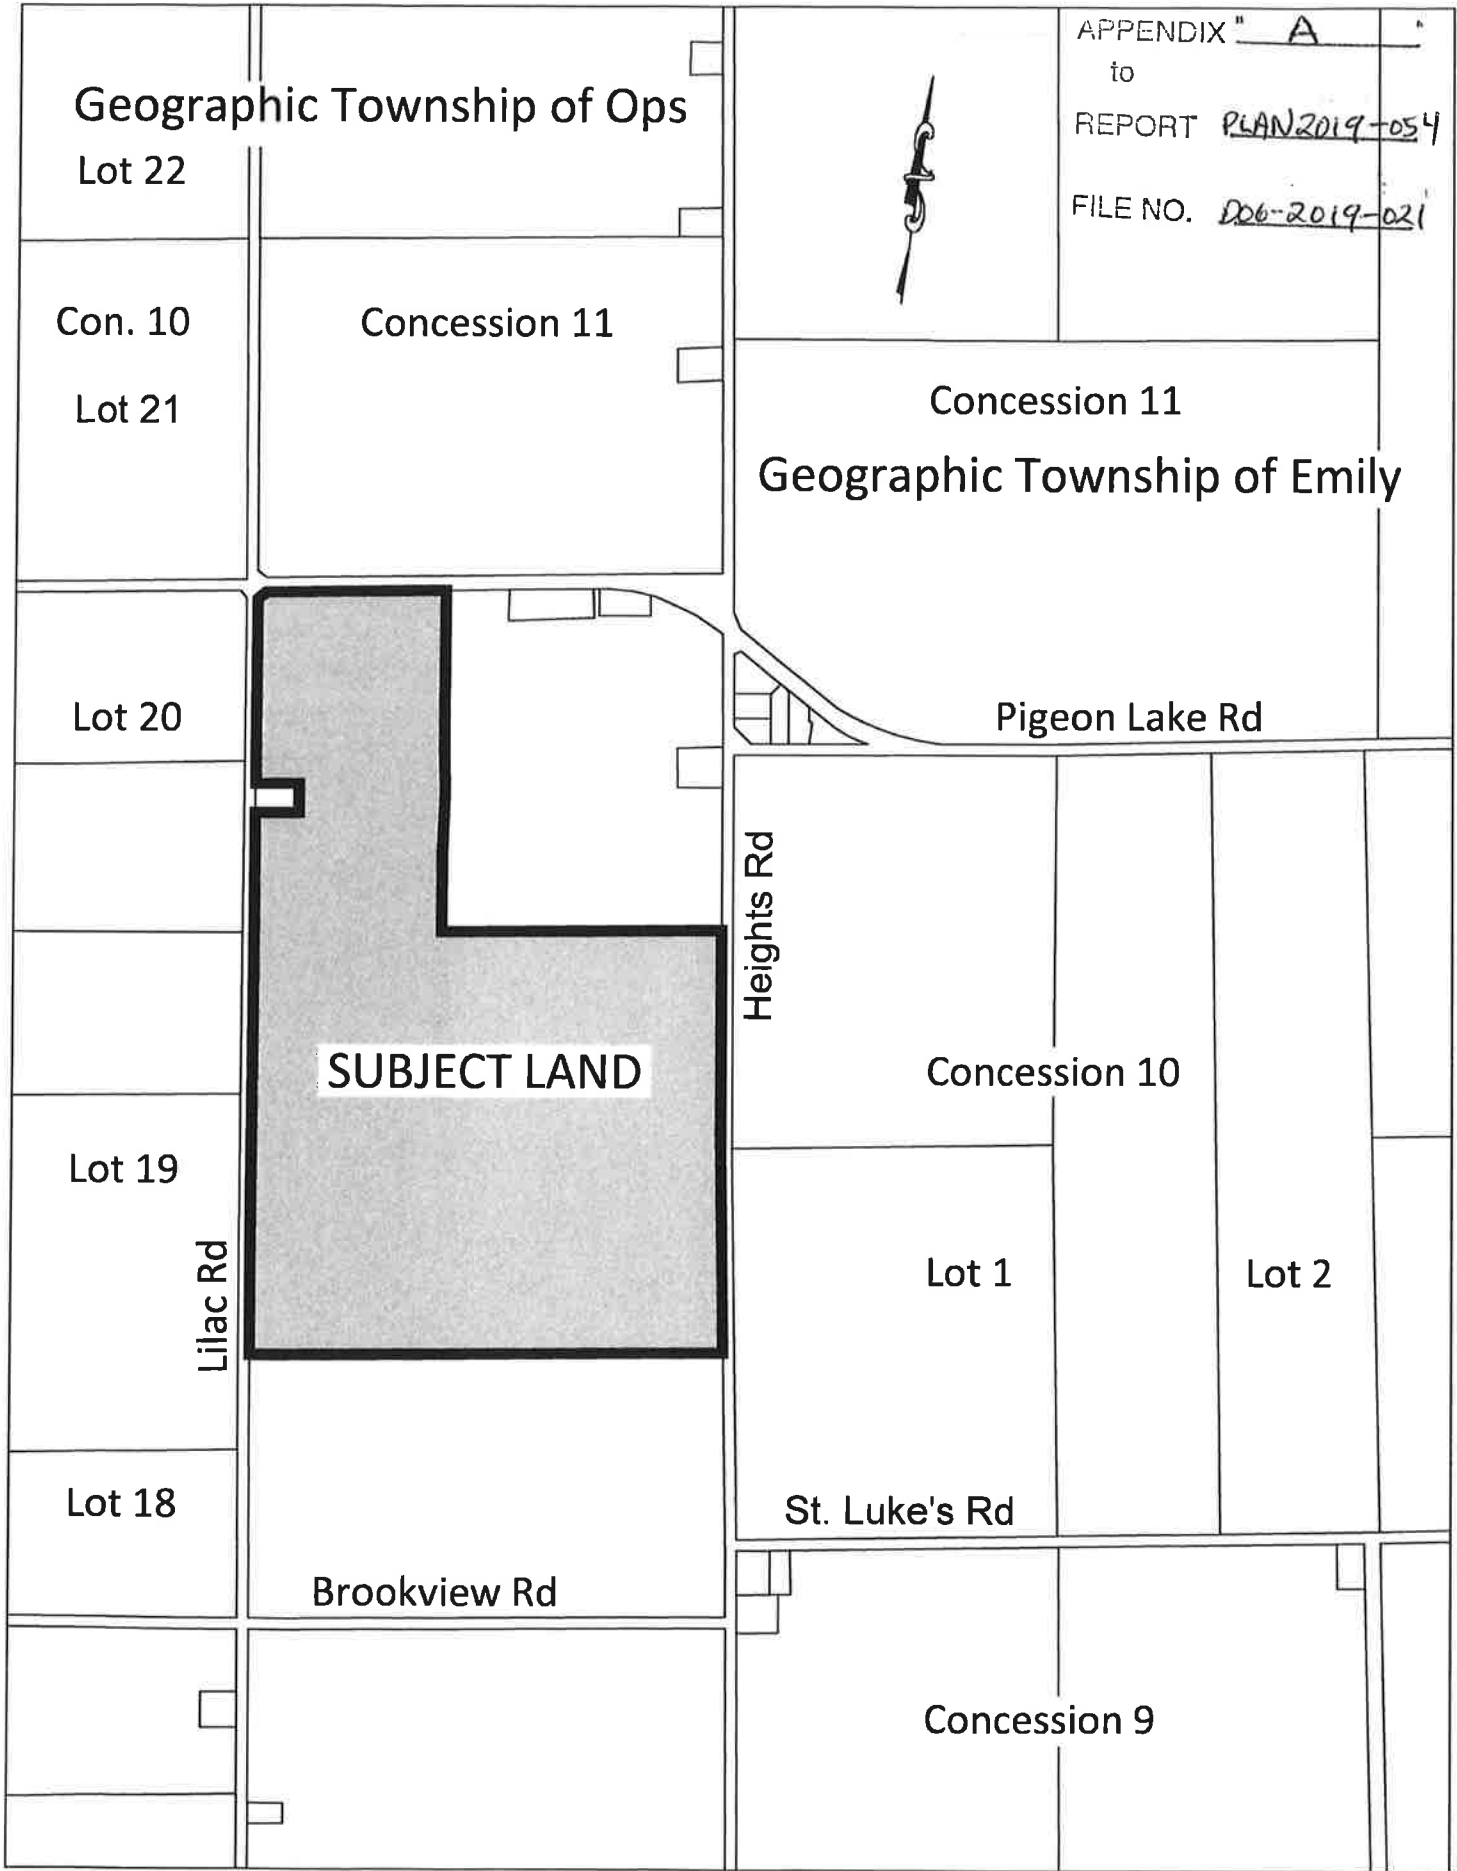 APPENDIX " A "
to
REPORT PLAN2019-054
FILE NO. D06-2019-021
Geographic Township of Ops
Lot 22
Con. 10
Concession 11
Lot 21
Concession 11
Geographic Township of Emily
Lot 20
Pigeon Lake Rd
Heights Rd
SUBJECT LAND
Concession 10
Lot 19
Lilac Rd
Lot 1
Lot 2
Lot 18
St. Luke's Rd
Brookview Rd
Concession 9